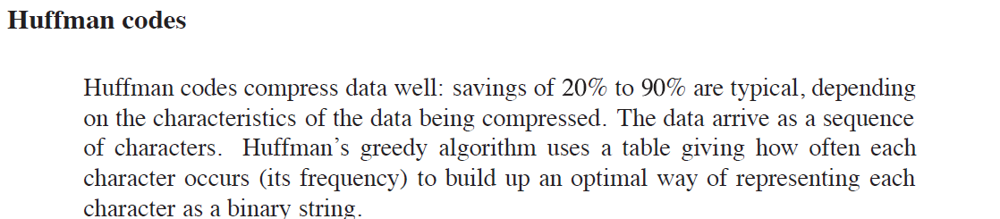 Huffman codes
Huffman codes compress data well: savings of 20% to 90% are typical, depending
on the characteristics of the data being compressed. The data arrive as a sequence
of characters. Huffman’s greedy algorithm uses a table giving how often each
character occurs (its frequency) to build up an optimal way of representing each
character as a binary string.